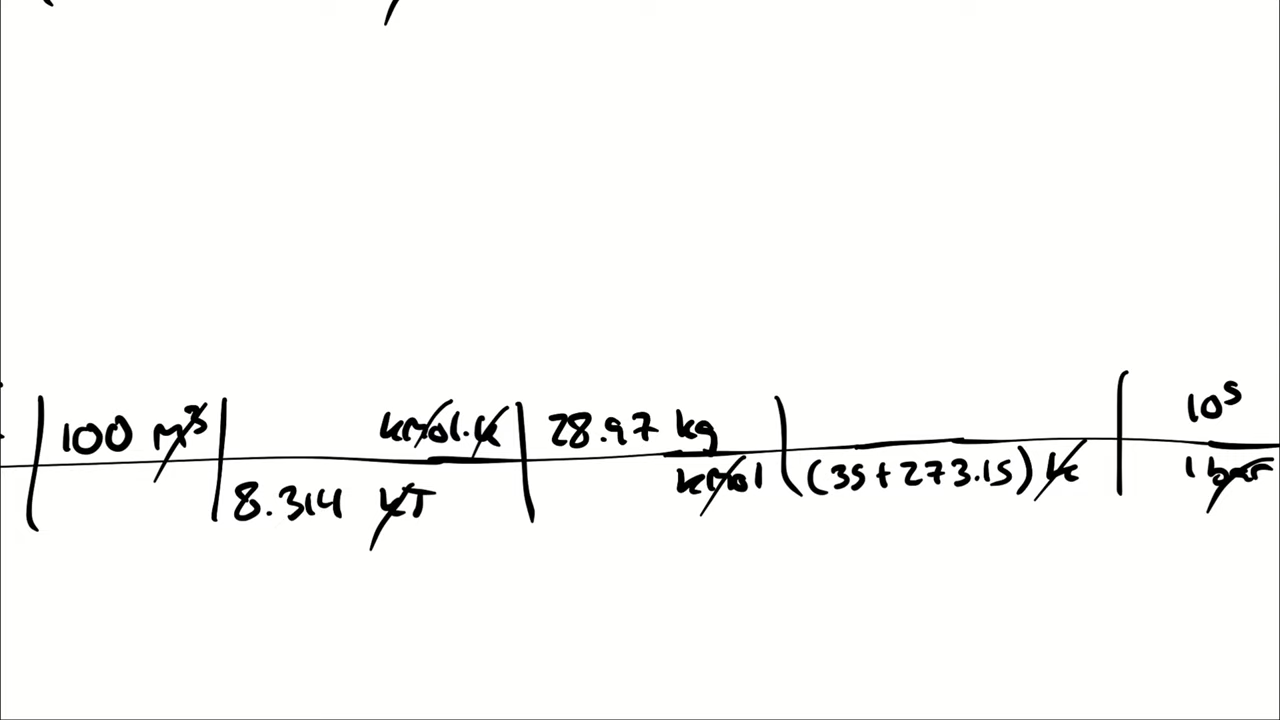 100 m³ kmol·K 28.97 kg 10⁵
8.314 kJ kmol (35+273.15) K 1 bar